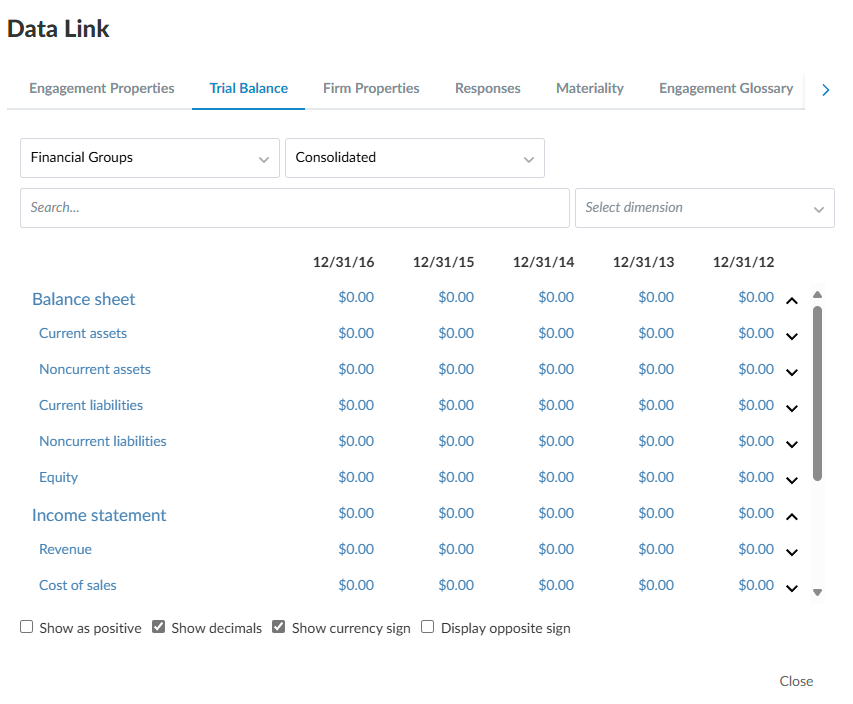 Data Link
Engagement Properties Trial Balance Firm Properties Responses Materiality Engagement Glossary
Financial Groups Consolidated
Search... Select dimension
12/31/16 12/31/15 12/31/14 12/31/13 12/31/12
Balance sheet $0.00 $0.00 $0.00 $0.00 $0.00
Current assets $0.00 $0.00 $0.00 $0.00 $0.00
Noncurrent assets $0.00 $0.00 $0.00 $0.00 $0.00
Current liabilities $0.00 $0.00 $0.00 $0.00 $0.00
Noncurrent liabilities $0.00 $0.00 $0.00 $0.00 $0.00
Equity $0.00 $0.00 $0.00 $0.00 $0.00
Income statement $0.00 $0.00 $0.00 $0.00 $0.00
Revenue $0.00 $0.00 $0.00 $0.00 $0.00
Cost of sales $0.00 $0.00 $0.00 $0.00 $0.00
Show as positive Show decimals Show currency sign Display opposite sign
Close